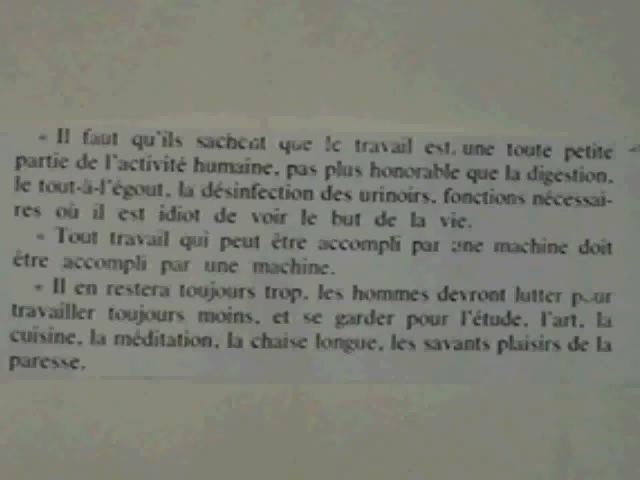 « Il faut qu'ils sachent que le travail est, une toute petite
partie de l'activité humaine, pas plus honorable que la digestion,
le tout-à-l'égout, la désinfection des urinoirs, fonctions nécessai-
res où il est idiot de voir le but de la vie.
« Tout travail qui peut être accompli par une machine doit
être accompli par une machine.
« Il en restera toujours trop, les hommes devront lutter pour
travailler toujours moins, et se garder pour l'étude, l'art, la
cuisine, la méditation, la chaise longue, les savants plaisirs de la
paresse.